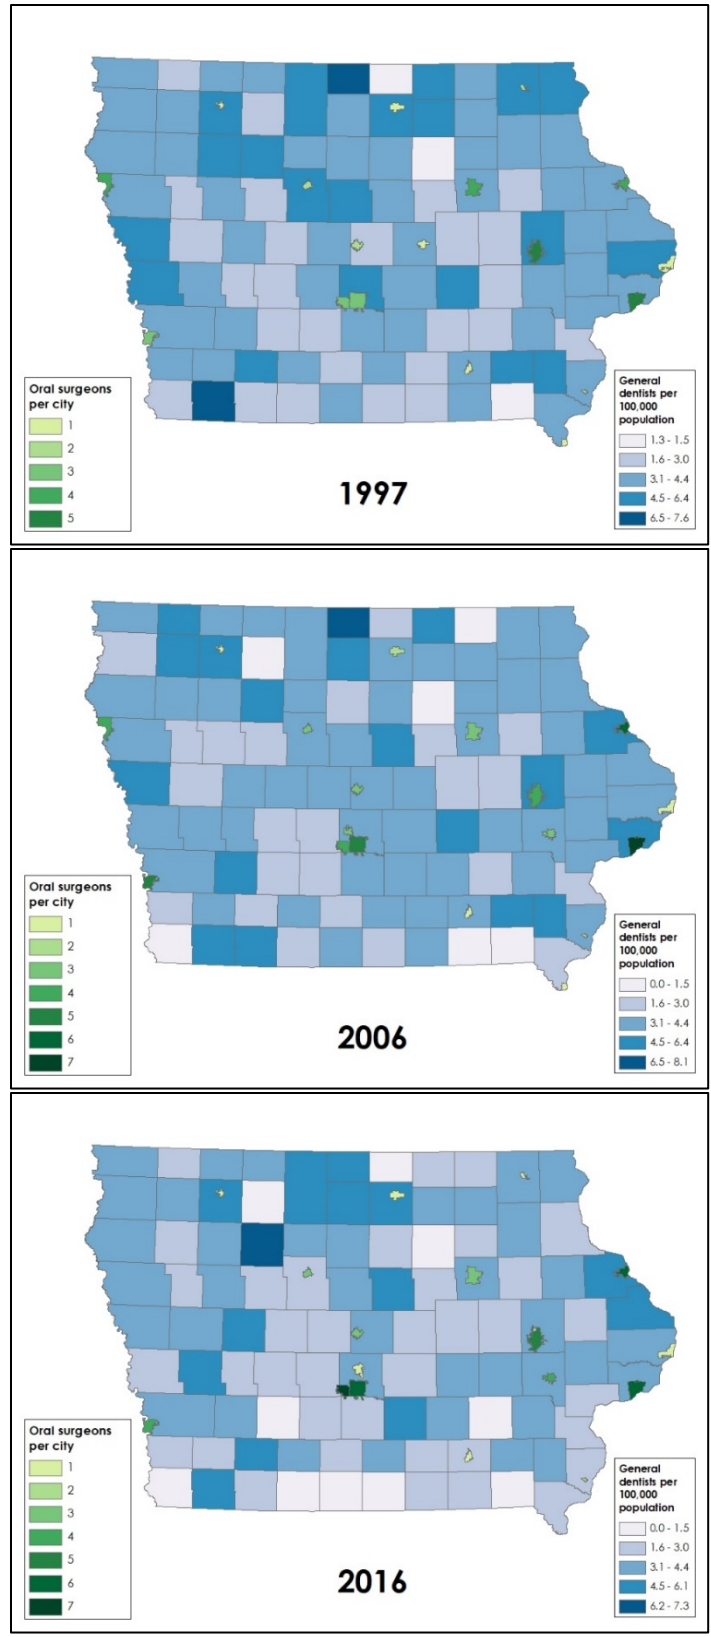 Oral surgeons
per city
1
2
3
4
5
1997
General
dentists per
100,000
population
1.3 - 1.5
1.6 - 3.0
3.1 - 4.4
4.5 - 6.4
6.5 - 7.6
Oral surgeons
per city
1
2
3
4
5
6
7
2006
General
dentists per
100,000
population
0.0 - 1.5
1.6 - 3.0
3.1 - 4.4
4.5 - 6.4
6.5 - 8.1
Oral surgeons
per city
1
2
3
4
5
6
7
2016
General
dentists per
100,000
population
0.0 - 1.5
1.6 - 3.0
3.1 - 4.4
4.5 - 6.1
6.2 - 7.3